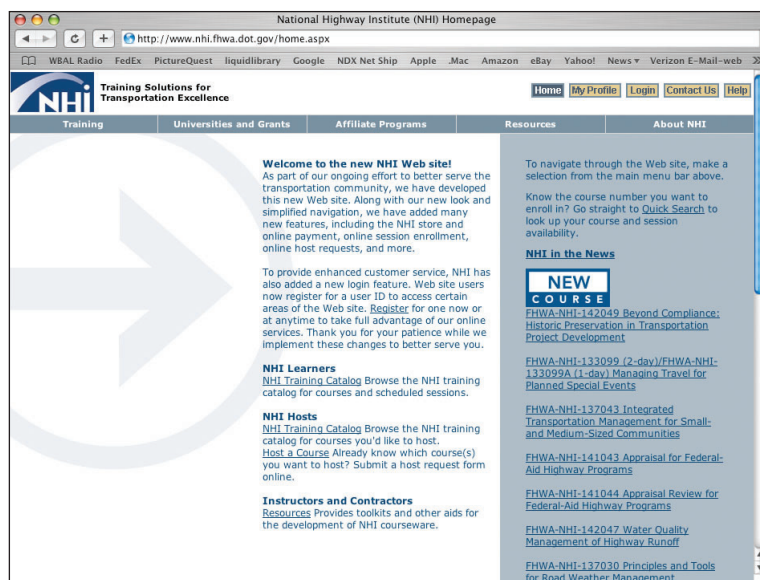 National Highway Institute (NHI) Homepage
http://www.nhi.fhwa.dot.gov/home.aspx
WBAL Radio FedEx PictureQuest liquidlibrary Google NDX Net Ship Apple .Mac Amazon eBay Yahoo! News Verizon E-Mail-web
NHI
Training Solutions for
Transportation Excellence
Home My Profile Login Contact Us Help
Training Universities and Grants Affiliate Programs Resources About NHI
Welcome to the new NHI Web site!
As part of our ongoing effort to better serve the
transportation community, we have developed
this new Web site. Along with our new look and
simplified navigation, we have added many
new features, including the NHI store and
online payment, online session enrollment,
online host requests, and more.
To provide enhanced customer service, NHI has
also added a new login feature. Web site users
now register for a user ID to access certain
areas of the Web site. Register for one now or
at anytime to take full advantage of our online
services. Thank you for your patience while we
implement these changes to better serve you.
NHI Learners
NHI Training Catalog Browse the NHI training
catalog for courses and scheduled sessions.
NHI Hosts
NHI Training Catalog Browse the NHI training
catalog for courses you'd like to host.
Host a Course Already know which course(s)
you want to host? Submit a host request form
online.
Instructors and Contractors
Resources Provides toolkits and other aids for
the development of NHI courseware.
To navigate through the Web site, make a
selection from the main menu bar above.
Know the course number you want to
enroll in? Go straight to Quick Search to
look up your course and session
availability.
NHI in the News
NEW
COURSE
FHWA-NHI-142049 Beyond Compliance:
Historic Preservation in Transportation
Project Development
FHWA-NHI-133099 (2-day)/FHWA-NHI-
133099A (1-day) Managing Travel for
Planned Special Events
FHWA-NHI-137043 Integrated
Transportation Management for Small-
and Medium-Sized Communities
FHWA-NHI-141043 Appraisal for Federal-
Aid Highway Programs
FHWA-NHI-141044 Appraisal Review for
Federal-Aid Highway Programs
FHWA-NHI-142047 Water Quality
Management of Highway Runoff
FHWA-NHI-137030 Principles and Tools
for Road Weather Management